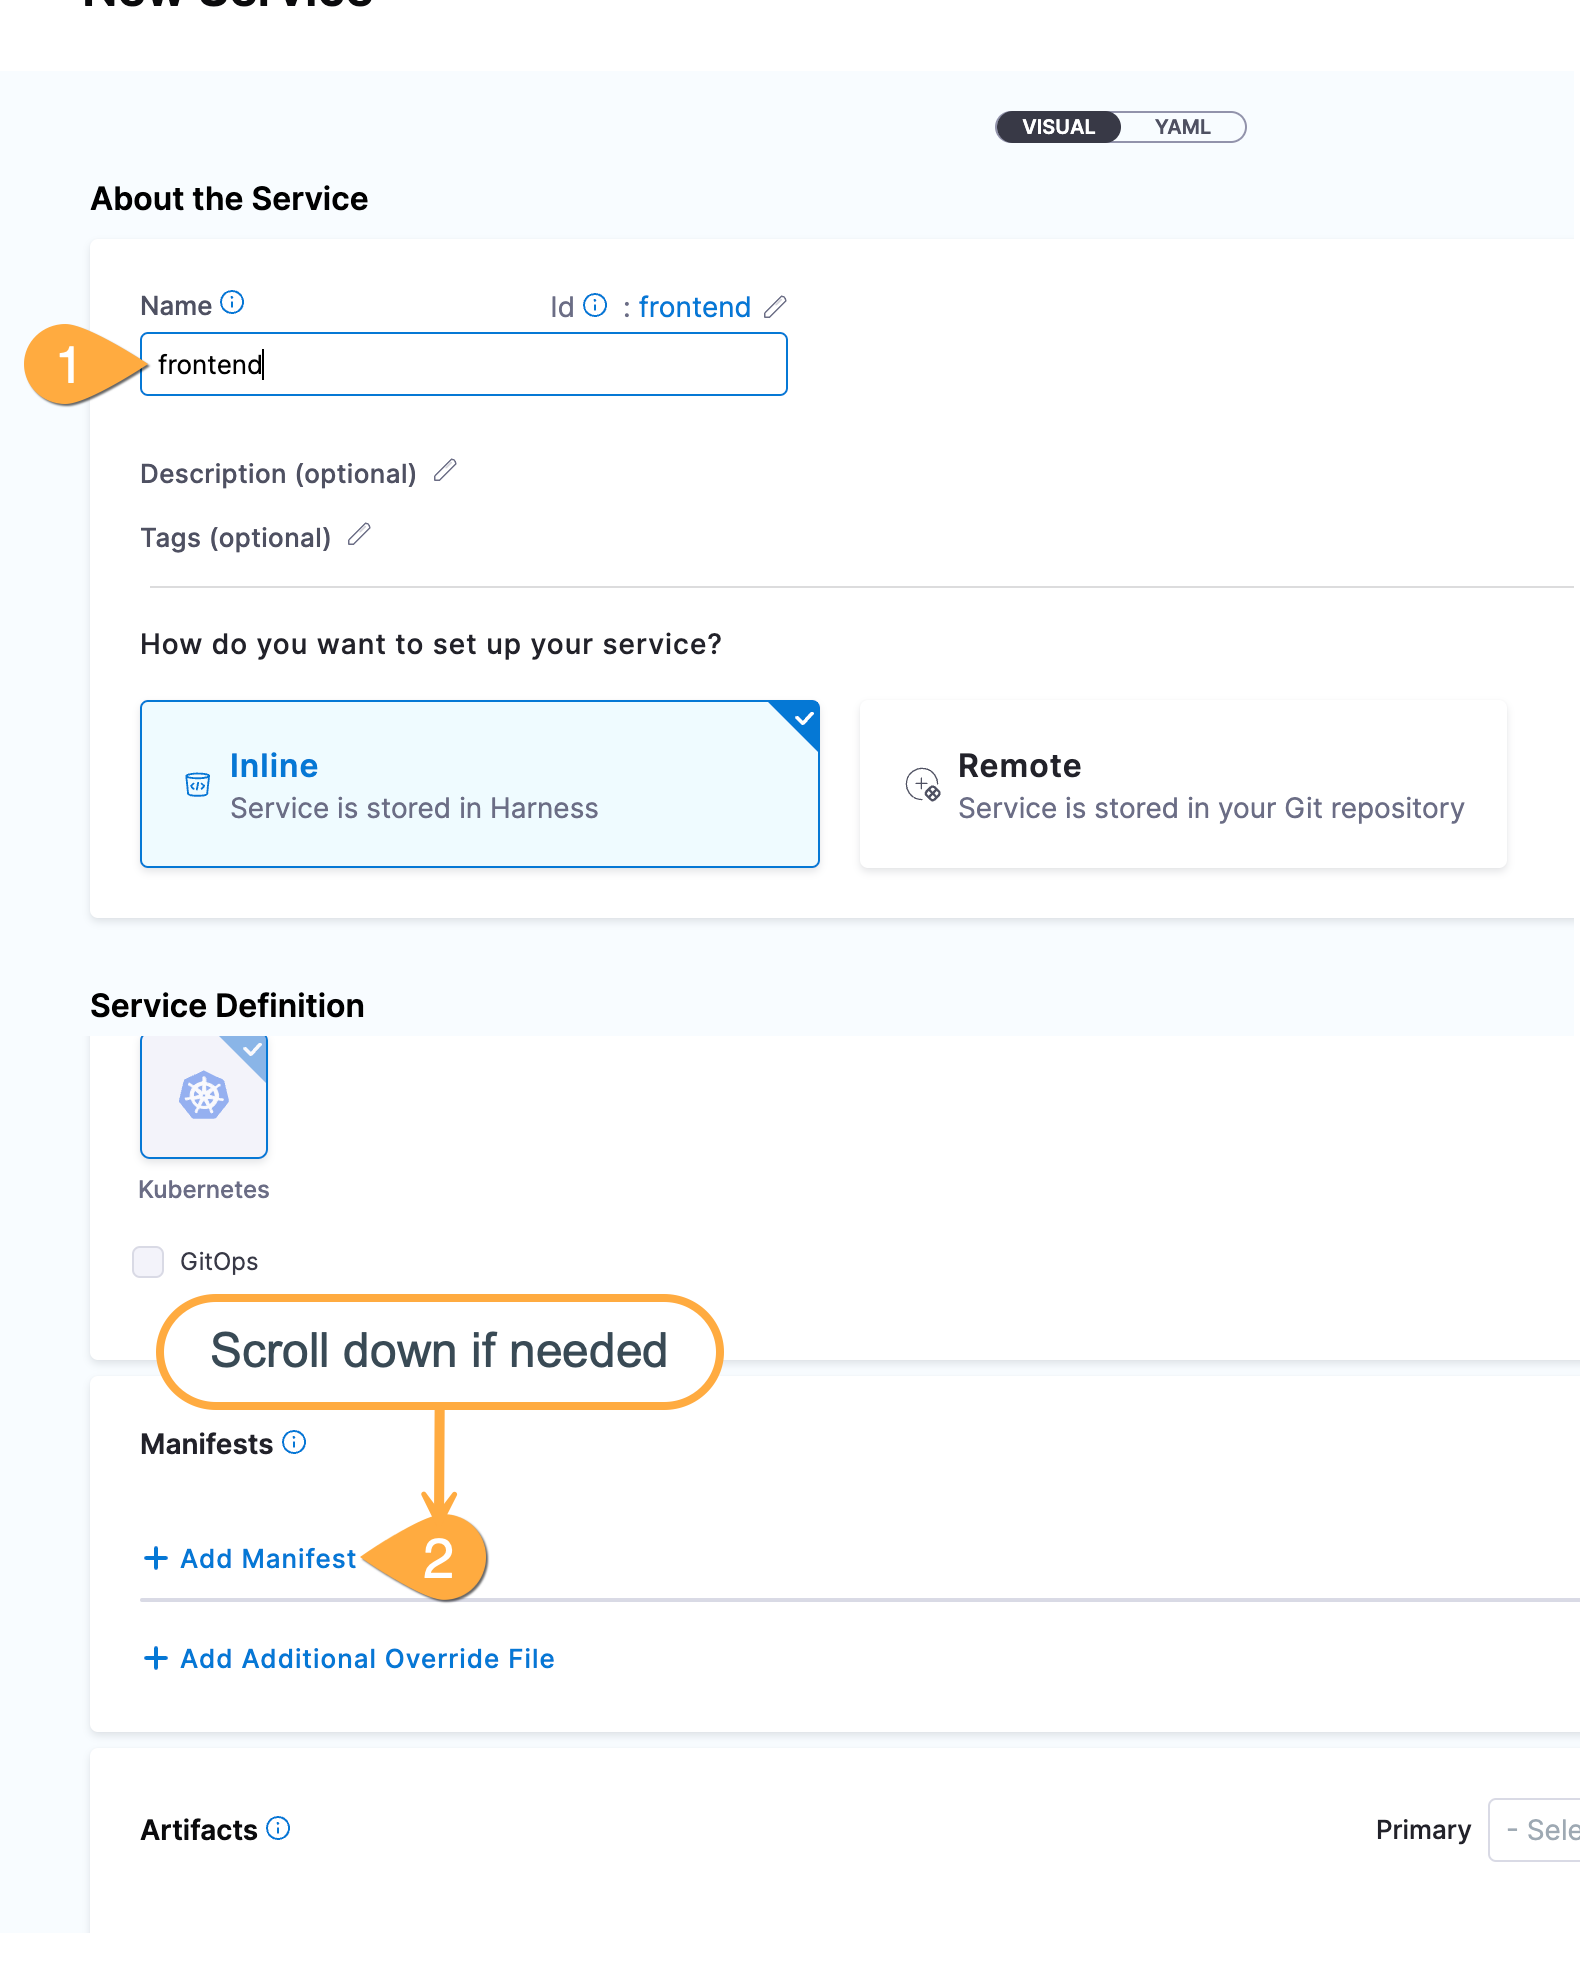 New Service
VISUAL YAML
About the Service
Name Id : frontend
1
frontend
Description (optional)
Tags (optional)
How do you want to set up your service?
Inline
Service is stored in Harness
Remote
Service is stored in your Git repository
Service Definition
Kubernetes
GitOps
Scroll down if needed
Manifests
+ Add Manifest
2
+ Add Additional Override File
Artifacts
Primary
- Sele